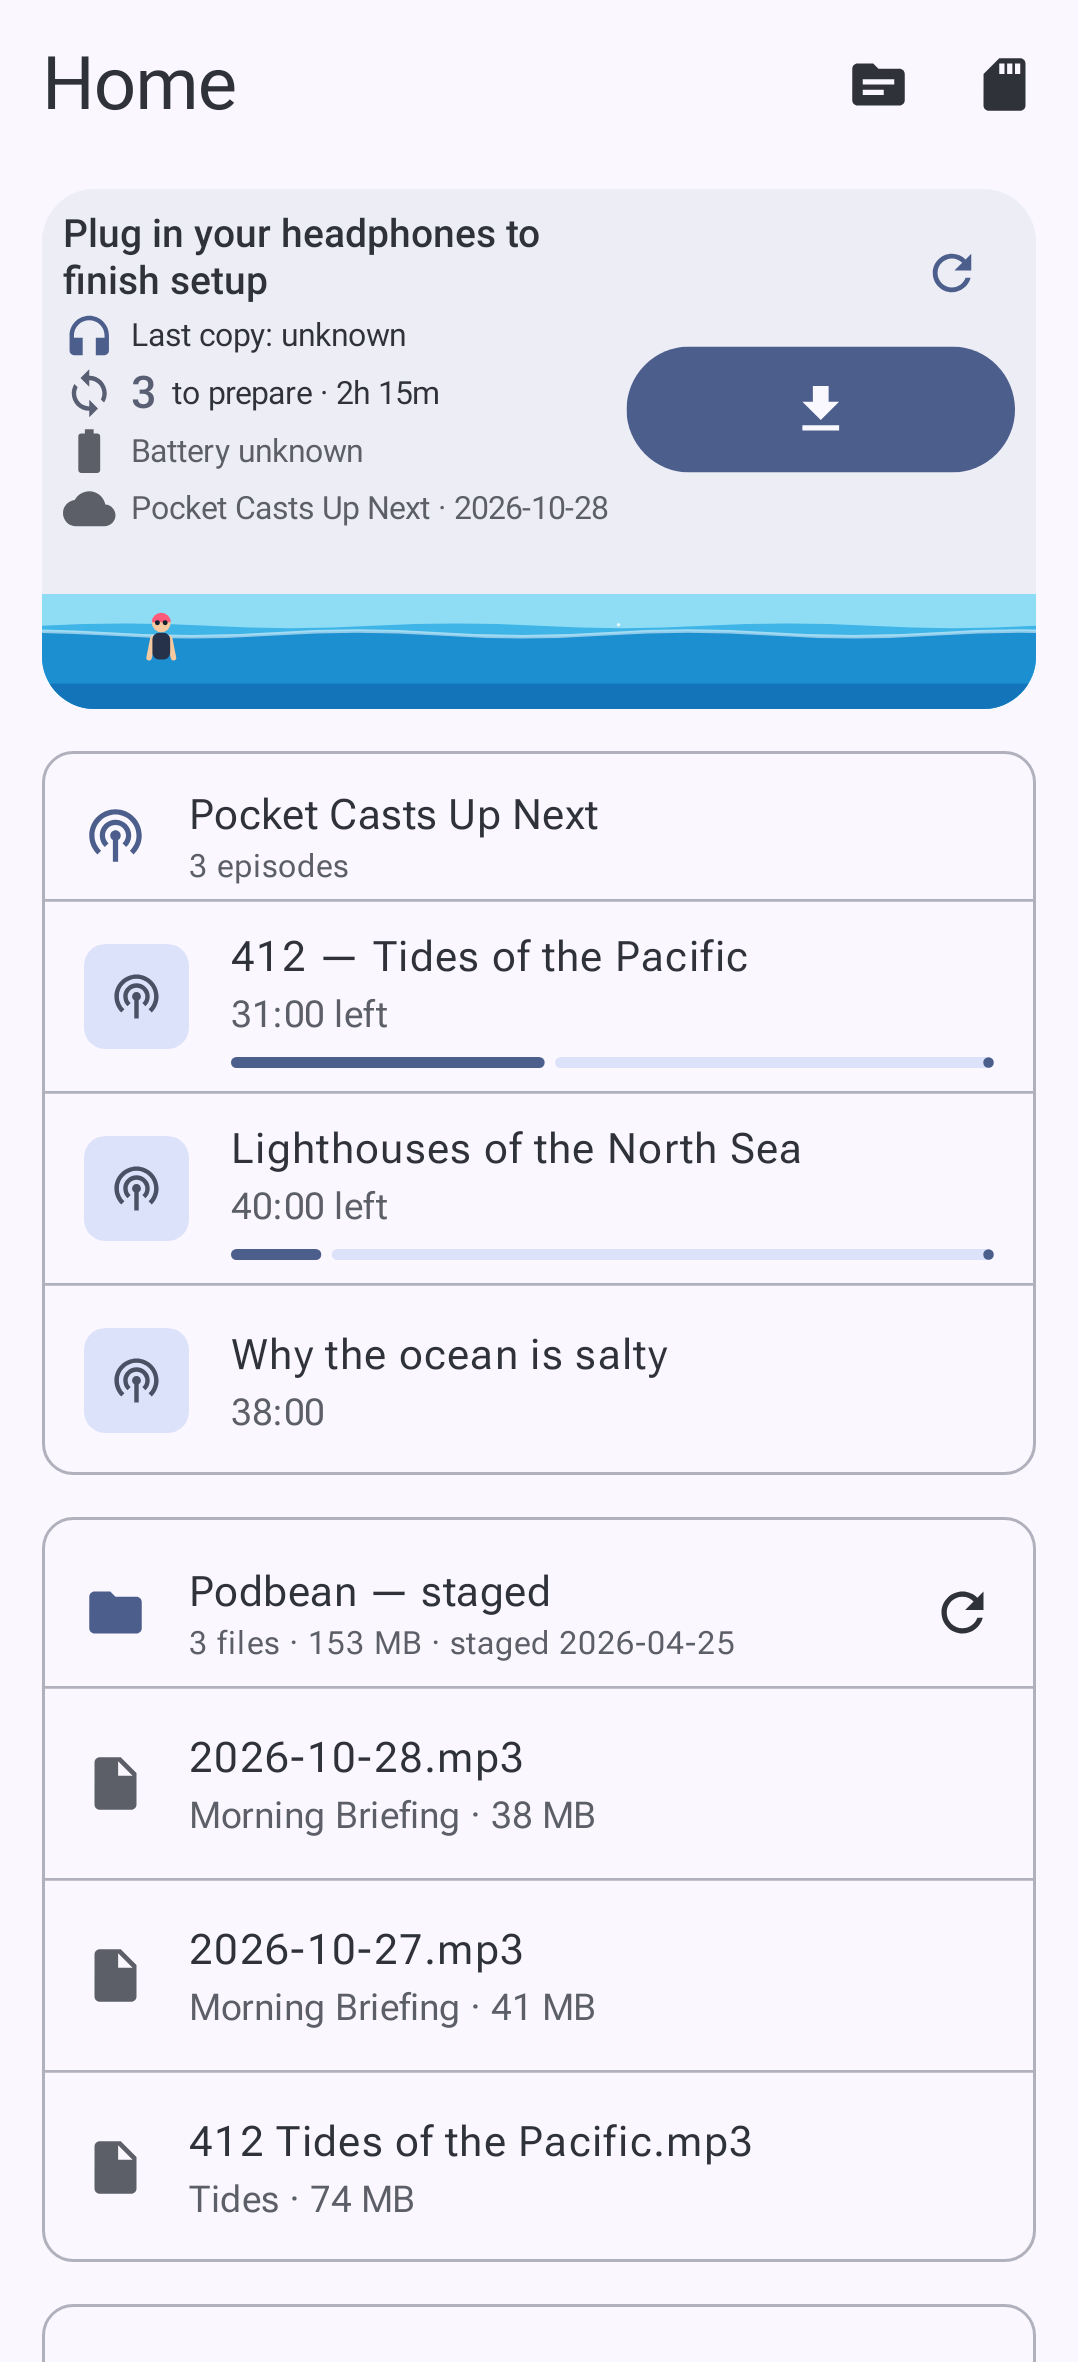 Home
Plug in your headphones to
finish setup
Last copy: unknown
3 to prepare · 2h 15m
Battery unknown
Pocket Casts Up Next · 2026-10-28
Pocket Casts Up Next
3 episodes
412 — Tides of the Pacific
31:00 left
Lighthouses of the North Sea
40:00 left
Why the ocean is salty
38:00
Podbean — staged
3 files · 153 MB · staged 2026-04-25
2026-10-28.mp3
Morning Briefing · 38 MB
2026-10-27.mp3
Morning Briefing · 41 MB
412 Tides of the Pacific.mp3
Tides · 74 MB